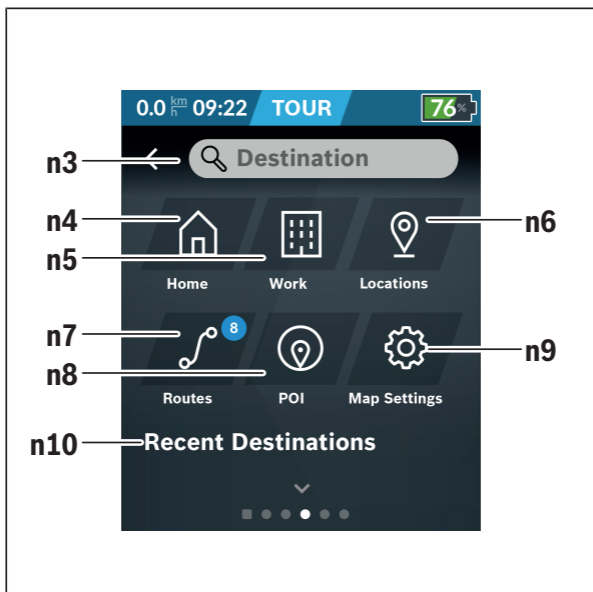 0.0 km/h 09:22 TOUR 76%
n3 Destination
n4 n6
n5
Home Work Locations
n7 8
n8 n9
Routes POI Map Settings
n10 Recent Destinations